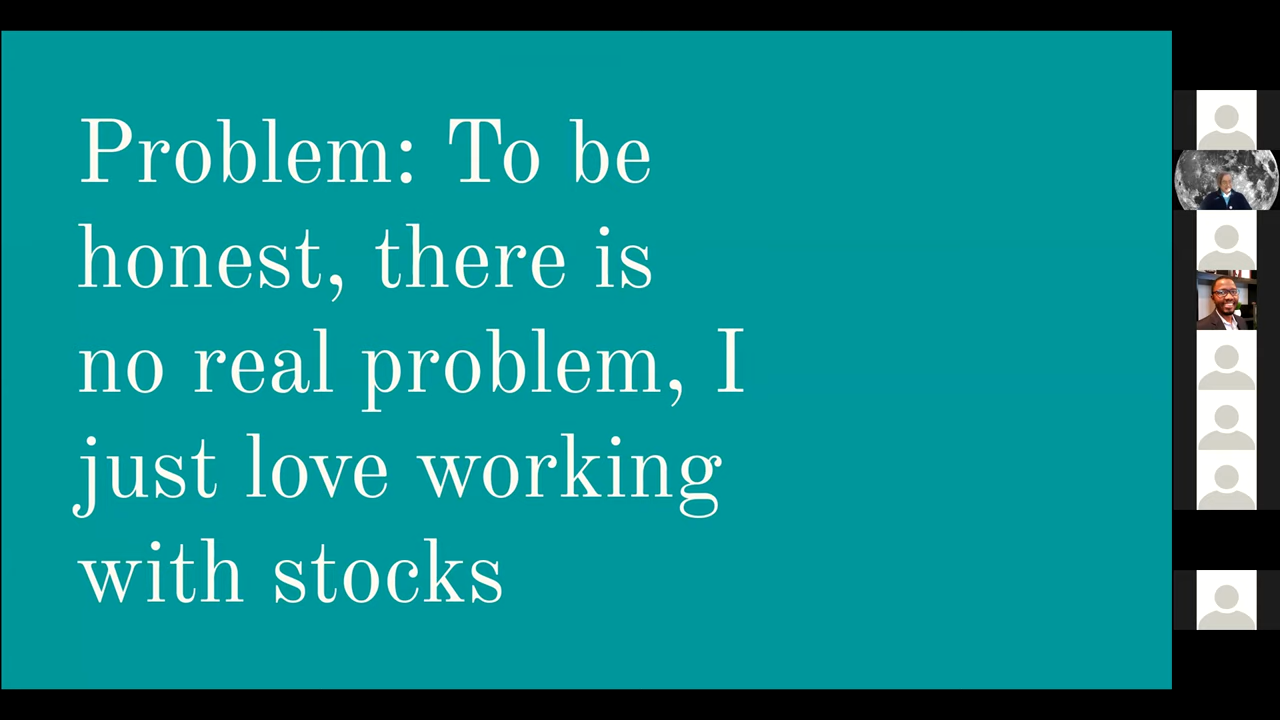 Problem: To be
honest, there is
no real problem, I
just love working
with stocks